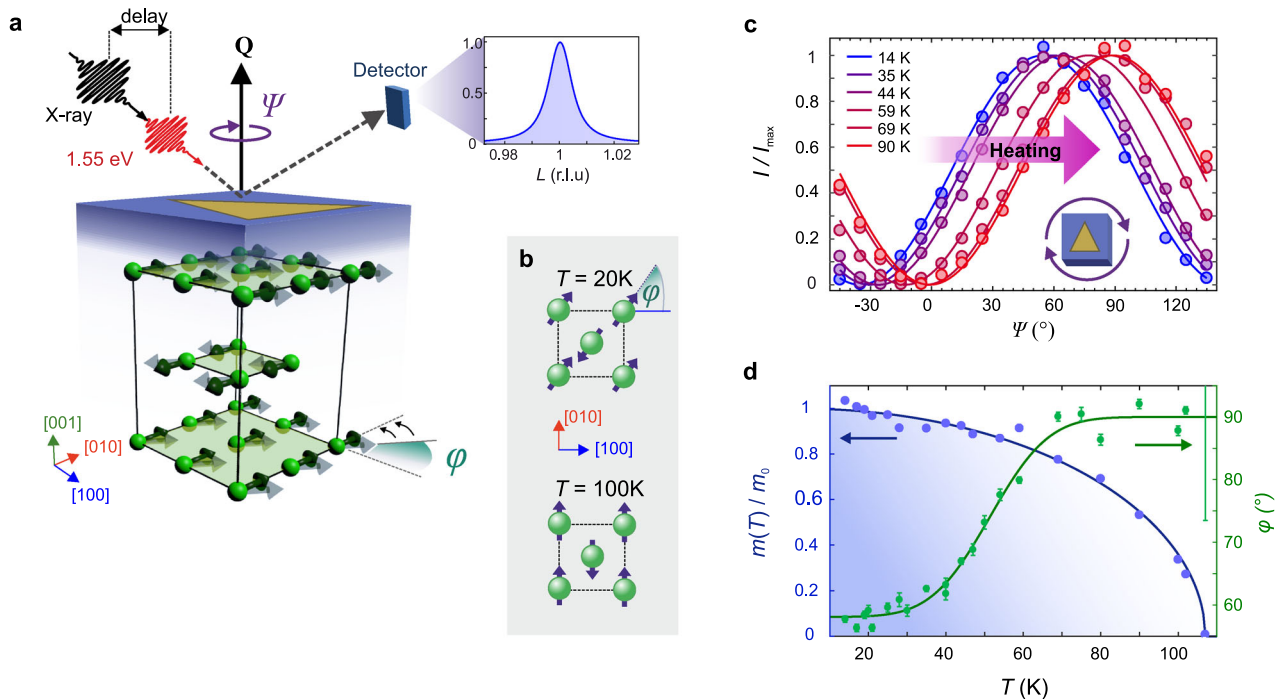 a
delay
X-ray
1.55 eV
Q
Ψ
Detector
1.0
0.5
0
0.98
1
1.02
L (r.l.u)
[001]
[010]
[100]
φ
b
T = 20K
φ
[010]
[100]
T = 100K
c
I / Imax
1
0.8
0.6
0.4
0.2
0
14 K
35 K
44 K
59 K
69 K
90 K
Heating
-30
0
30
60
90
120
Ψ (°)
d
m(T) / m0
1
0.8
0.6
0.4
0.2
0
90
80
70
60
φ (°)
20
40
60
80
100
T (K)